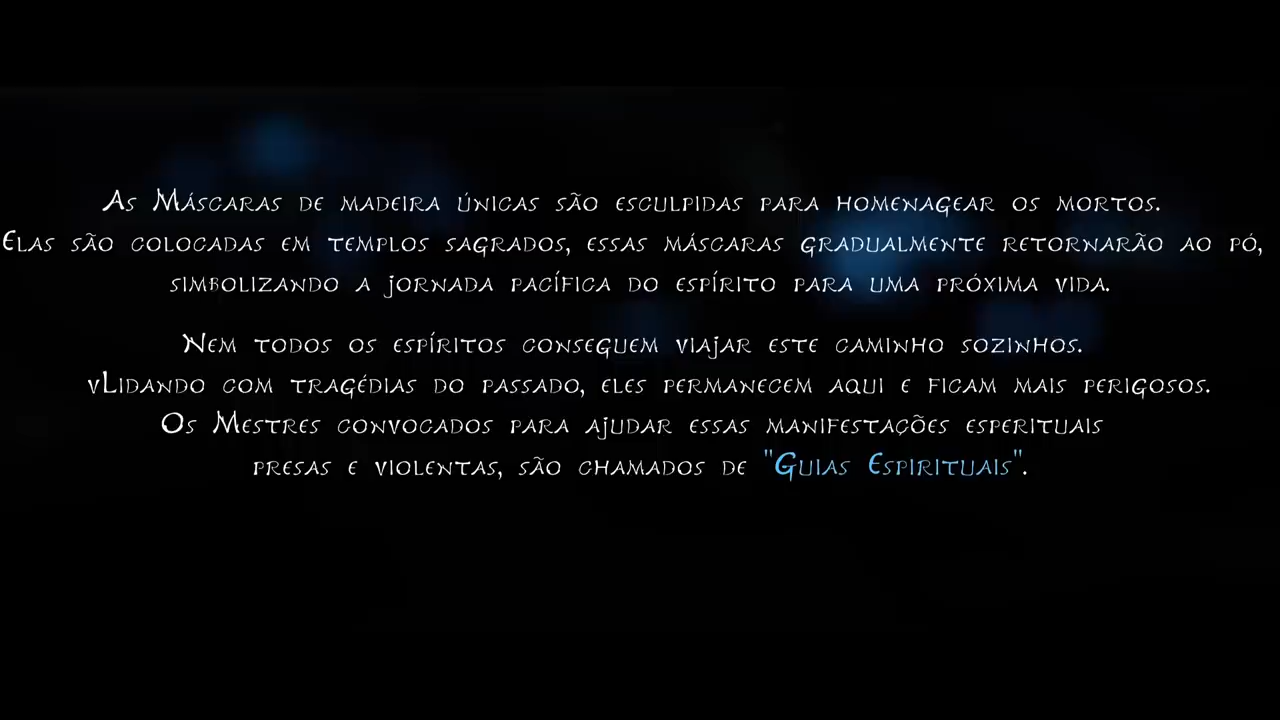 As Máscaras de madeira únicas são esculpidas para homenagear os mortos.
Elas são colocadas em templos sagrados, essas máscaras gradualmente retornarão ao pó,
simbolizando a jornada pacífica do espírito para uma próxima vida.
Nem todos os espíritos conseguem viajar este caminho sozinhos.
vLidando com tragédias do passado, eles permanecem aqui e ficam mais perigosos.
Os Mestres convocados para ajudar essas manifestações esperituais
presas e violentas, são chamados de "Guias Espirituais".